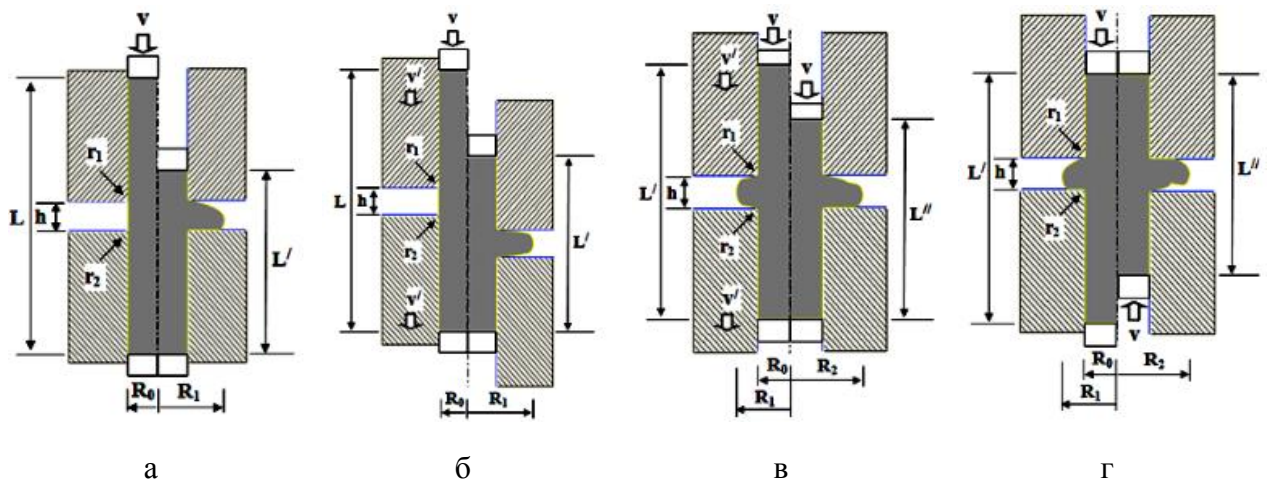 v
r₁
L
h
r₂
L/
R₀
R₁
а
v
v/
r₁
L
h
r₂
v/
L/
R₀
R₁
б
v
v/
v
r₁
L/
h
L//
r₂
v/
R₀
R₂
R₁
в
v
r₁
L/
h
L//
r₂
v
R₀
R₂
R₁
г